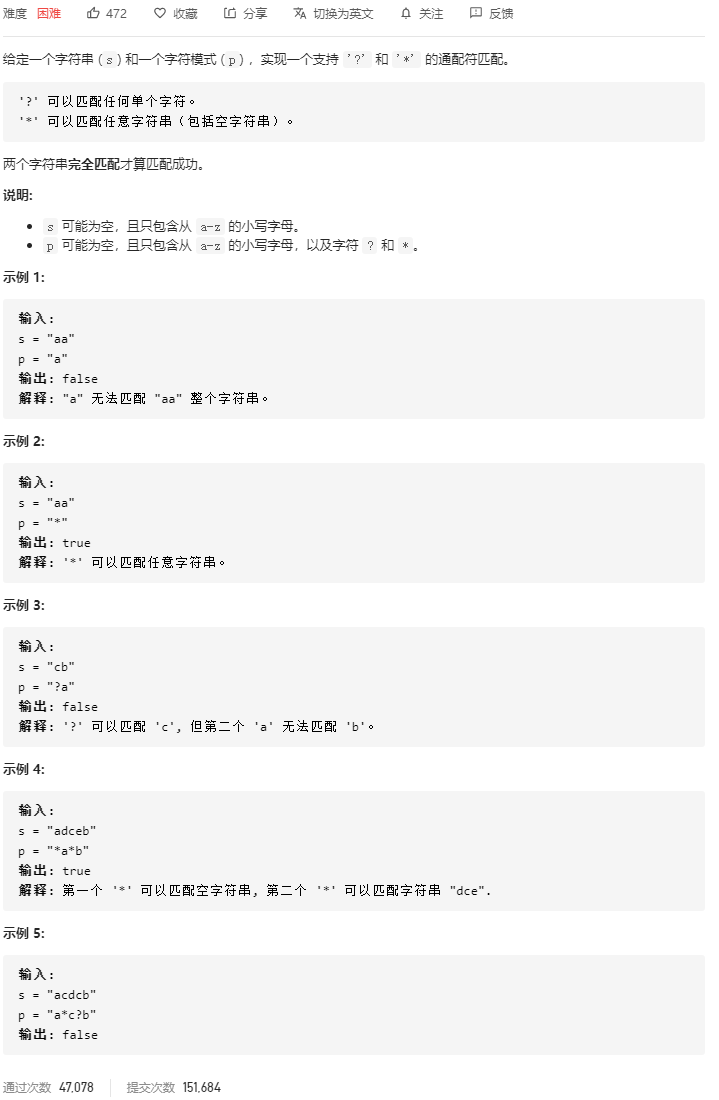 难度 困难 472 收藏 分享 切换为英文 关注 反馈
给定一个字符串 (s) 和一个字符模式 (p) ，实现一个支持 '?' 和 '*' 的通配符匹配。
'?' 可以匹配任何单个字符。
'*' 可以匹配任意字符串（包括空字符串）。
两个字符串完全匹配才算匹配成功。
说明:
• s 可能为空，且只包含从 a-z 的小写字母。
• p 可能为空，且只包含从 a-z 的小写字母，以及字符 ? 和 *。
示例 1:
输入:
s = "aa"
p = "a"
输出: false
解释: "a" 无法匹配 "aa" 整个字符串。
示例 2:
输入:
s = "aa"
p = "*"
输出: true
解释: '*' 可以匹配任意字符串。
示例 3:
输入:
s = "cb"
p = "?a"
输出: false
解释: '?' 可以匹配 'c', 但第二个 'a' 无法匹配 'b'。
示例 4:
输入:
s = "adceb"
p = "*a*b"
输出: true
解释: 第一个 '*' 可以匹配空字符串, 第二个 '*' 可以匹配字符串 "dce".
示例 5:
输入:
s = "acdcb"
p = "a*c?b"
输出: false
通过次数 47,078 提交次数 151,684